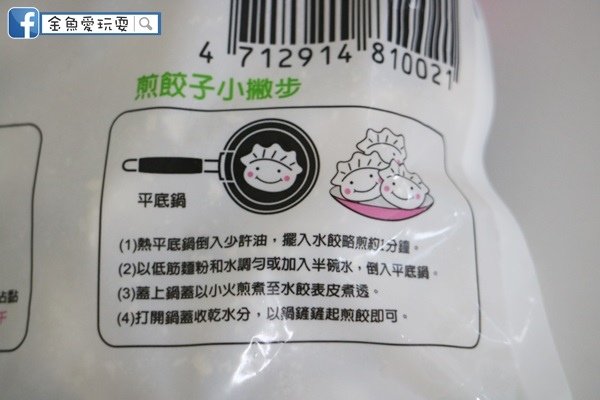 金魚愛玩耍
4 712914 810021
煎餃子小撇步
平底鍋
(1)熱平底鍋倒入少許油，擺入水餃略煎約1分鐘。
(2)以低筋麵粉和水調勻或加入半碗水，倒入平底鍋。
(3)蓋上鍋蓋以小火煎煮至水餃表皮煮透。
(4)打開鍋蓋收乾水分，以鍋鏟鏟起煎餃即可。